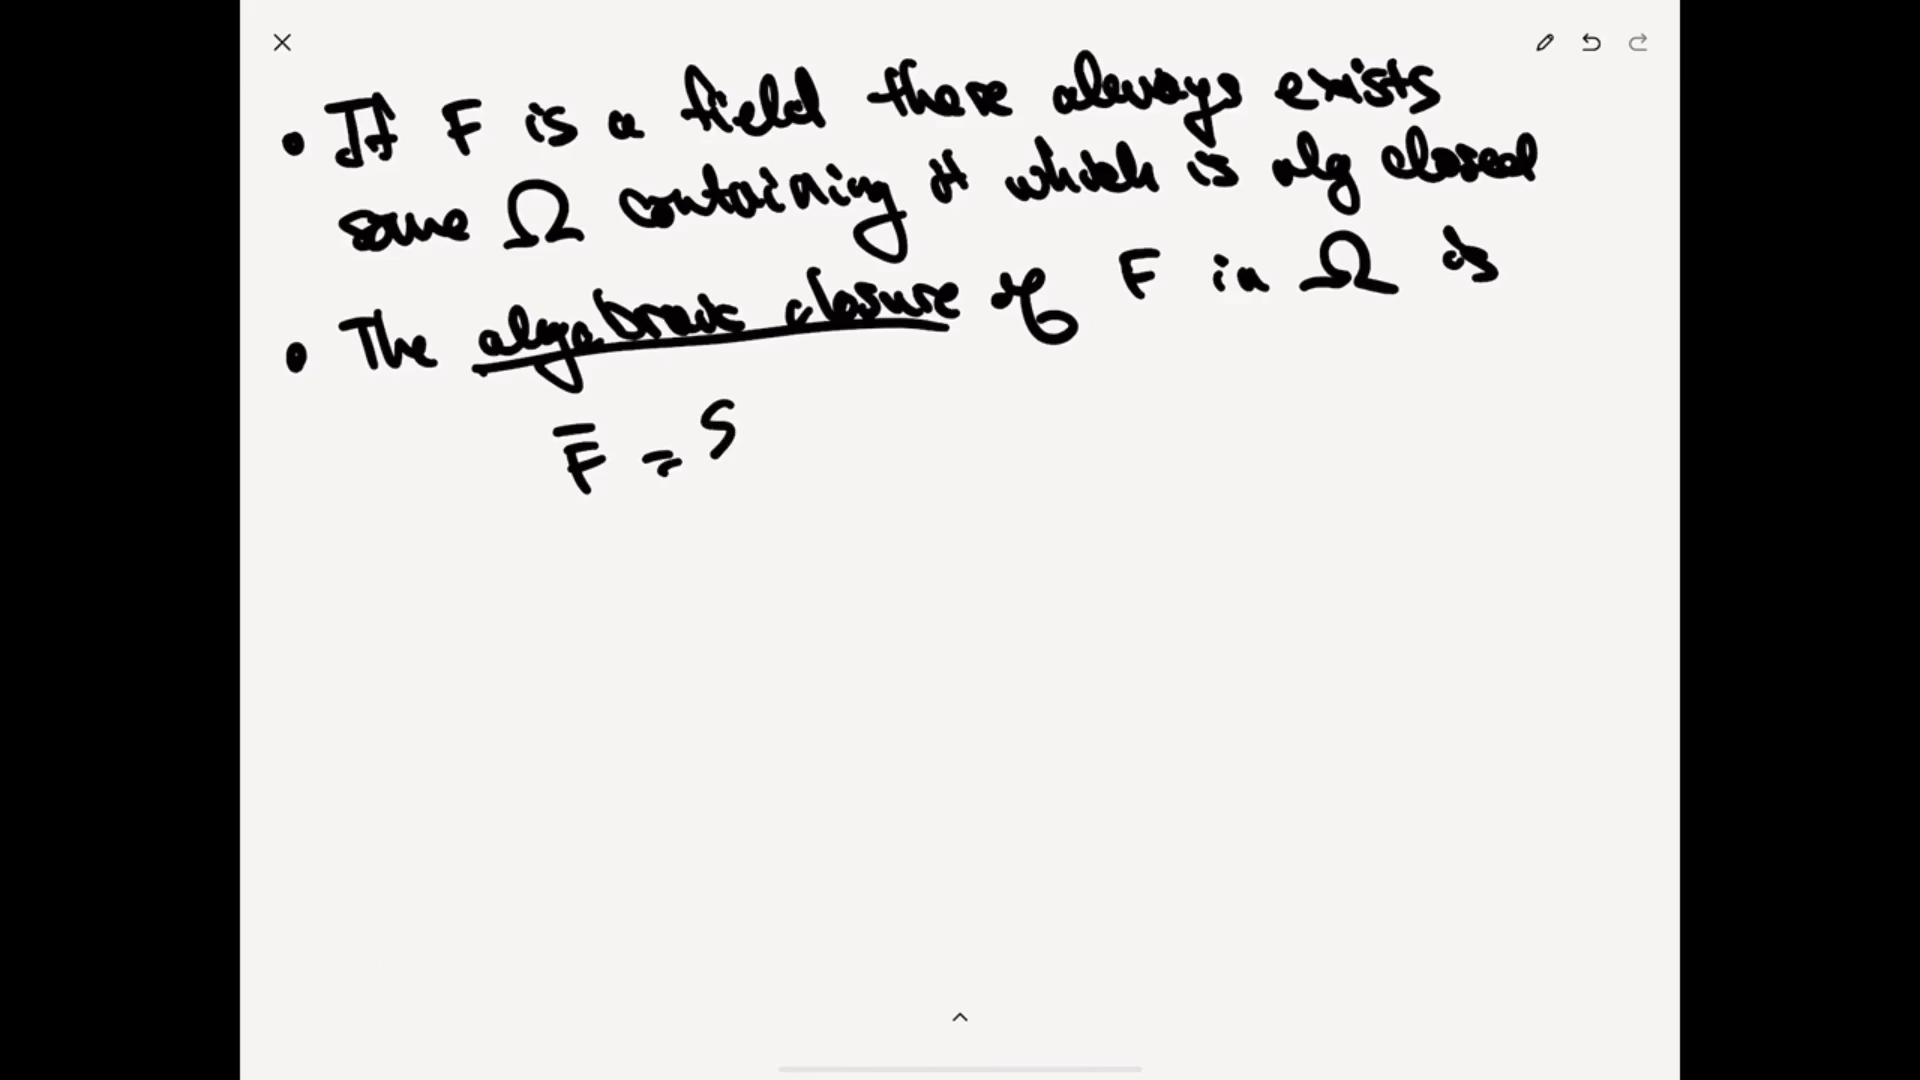 • If F is a field there always exists
some Ω containing it which is alg closed
• The algebraic closure of F in Ω is
F̄ =